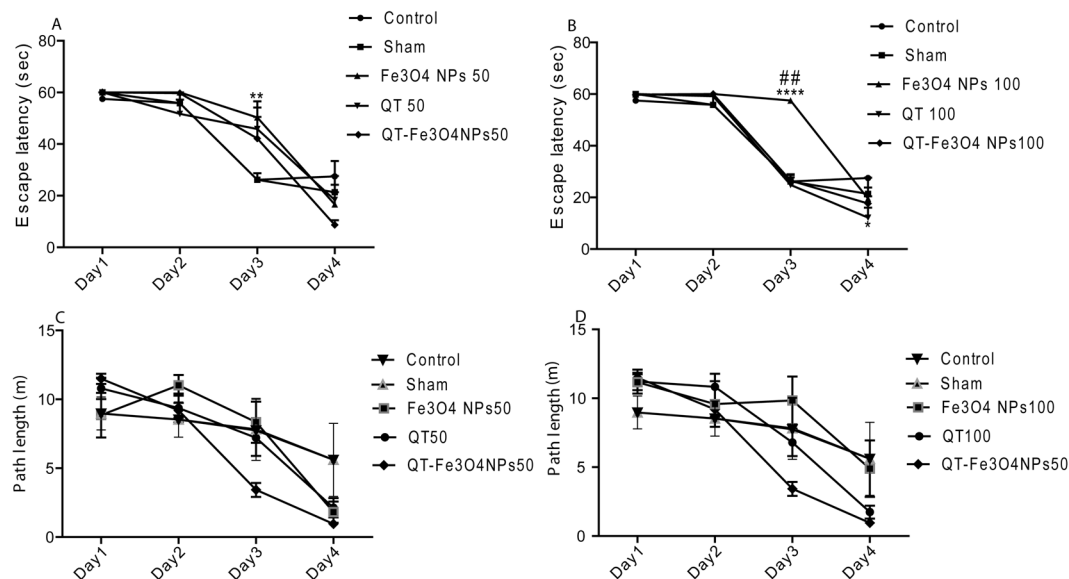 A
Control
Sham
Fe3O4 NPs 50
QT 50
QT-Fe3O4NPs50
Escape latency (sec)
80
60
40
20
0
**
Day1
Day2
Day3
Day4
B
Control
Sham
Fe3O4 NPs 100
QT 100
QT-Fe3O4 NPs100
Escape latency (sec)
80
60
40
20
0
##
****
*
Day1
Day2
Day3
Day4
C
Control
Sham
Fe3O4 NPs50
QT50
QT-Fe3O4NPs50
Path length (m)
15
10
5
0
Day1
Day2
Day3
Day4
D
Control
Sham
Fe3O4 NPs100
QT100
QT-Fe3O4NPs50
Path length (m)
15
10
5
0
Day1
Day2
Day3
Day4